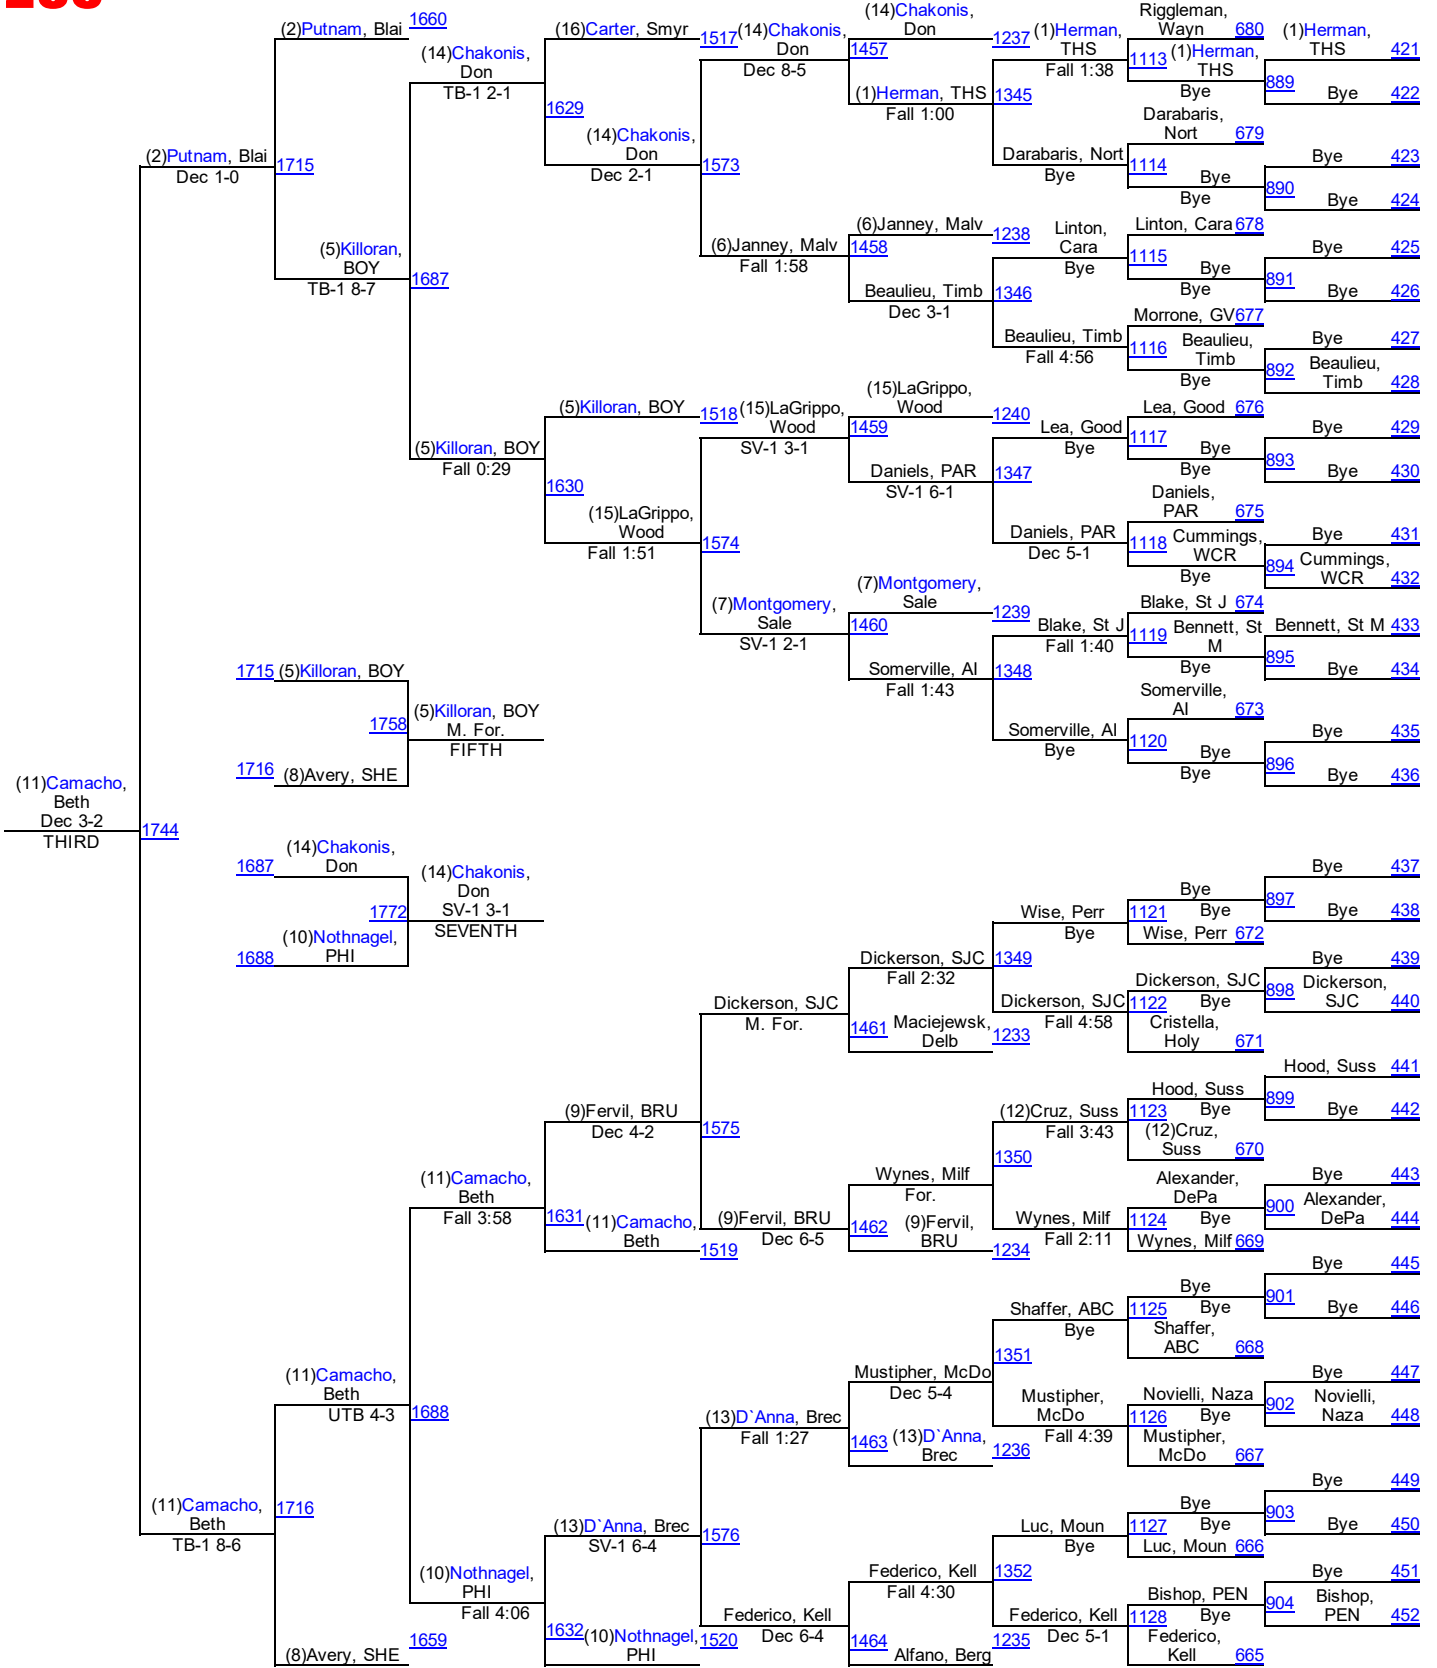 (2)Putnam, Blai 1660
(16)Carter, Smyr 1517
(14)Chakonis, Don 1237
Riggleman, Wayn 680
(1)Herman, THS 421
(14)Chakonis, Don
TB-1 2-1
(14)Chakonis, Don
Dec 8-5
1457
(1)Herman, THS
Fall 1:38
1113
(1)Herman, THS
Bye
889
Bye 422
1629
(1)Herman, THS
Fall 1:00
1345
Darabaris, Nort 679
(14)Chakonis, Don
Dec 2-1
1573
Darabaris, Nort
Bye
1114
Bye
Bye
Bye 423
890
Bye 424
(2)Putnam, Blai
Dec 1-0
1715
(6)Janney, Malv
Fall 1:58
(6)Janney, Malv 1238
1458
Linton, Cara
Bye
Linton, Cara 678
1115
Bye
Bye
Bye 425
891
Bye 426
(5)Killoran, BOY
TB-1 8-7
1687
Beaulieu, Timb
Dec 3-1
1346
Beaulieu, Timb
Fall 4:56
Morrone, GV 677
1116
Beaulieu, Timb
Bye
Bye 427
892
Beaulieu, Timb 428
(5)Killoran, BOY 1518
(15)LaGrippo, Wood
SV-1 3-1
(15)LaGrippo, Wood 1240
1459
Lea, Good
Bye
Lea, Good 676
1117
Bye
Bye
Bye 429
893
Bye 430
(5)Killoran, BOY
Fall 0:29
1630
Daniels, PAR
SV-1 6-1
1347
Daniels, PAR 675
(15)LaGrippo, Wood
Fall 1:51
1574
Daniels, PAR
Dec 5-1
1118
Cummings, WCR
Bye
Bye 431
894
Cummings, WCR 432
(7)Montgomery, Sale
SV-1 2-1
(7)Montgomery, Sale 1239
1460
Blake, St J
Fall 1:40
Blake, St J 674
1119
Bennett, St M
Bye
Bennett, St M 433
895
Bye 434
1715 (5)Killoran, BOY
Somerville, Al
Fall 1:43
1348
Somerville, Al 673
1758
(5)Killoran, BOY
M. For.
FIFTH
Somerville, Al
Bye
1120
Bye
Bye
Bye 435
896
Bye 436
1716 (8)Avery, SHE
(11)Camacho, Beth
Dec 3-2
THIRD
1744
1687
(14)Chakonis, Don
1772
(14)Chakonis, Don
SV-1 3-1
SEVENTH
1688
(10)Nothnagel, PHI
Wise, Perr
Bye
Bye
1121
Bye
Wise, Perr 672
Bye 437
897
Bye 438
Dickerson, SJC
Fall 2:32
1349
Dickerson, SJC
Fall 4:58
Dickerson, SJC
1122
Bye
Cristella, Holy 671
Bye 439
898
Dickerson, SJC 440
Dickerson, SJC
M. For.
1461
Maciejewsk, Delb 1233
Hood, Suss 441
899
Bye 442
(9)Fervil, BRU
Dec 4-2
1575
(12)Cruz, Suss
Fall 3:43
Hood, Suss
1123
Bye
(12)Cruz, Suss 670
1350
(11)Camacho, Beth
Fall 3:58
1631
(11)Camacho, Beth 1519
(9)Fervil, BRU
Dec 6-5
Wynes, Milf
For.
1462
(9)Fervil, BRU 1234
Wynes, Milf
Fall 2:11
Alexander, DePa
1124
Bye
Wynes, Milf 669
Bye 443
900
Alexander, DePa 444
Shaffer, ABC
Bye
Bye
1125
Bye
Shaffer, ABC 668
Bye 445
901
Bye 446
1351
(11)Camacho, Beth
UTB 4-3
1688
(13)D`Anna, Brec
Fall 1:27
Mustipher, McDo
Dec 5-4
1463
(13)D`Anna, Brec 1236
Mustipher, McDo
Fall 4:39
Novielli, Naza
1126
Bye
Mustipher, McDo 667
Bye 447
902
Novielli, Naza 448
(11)Camacho, Beth
TB-1 8-6
1716
(13)D`Anna, Brec
SV-1 6-4
1576
Luc, Moun
Bye
Bye
1127
Bye
Luc, Moun 666
Bye 449
903
Bye 450
(10)Nothnagel, PHI
Fall 4:06
1632
(10)Nothnagel, PHI 1520
Federico, Kell
Dec 6-4
Federico, Kell
Fall 4:30
1352
1464
Alfano, Berg 1235
Federico, Kell
Dec 5-1
Bishop, PEN
1128
Bye
Federico, Kell 665
Bye 451
904
Bishop, PEN 452
(8)Avery, SHE 1659